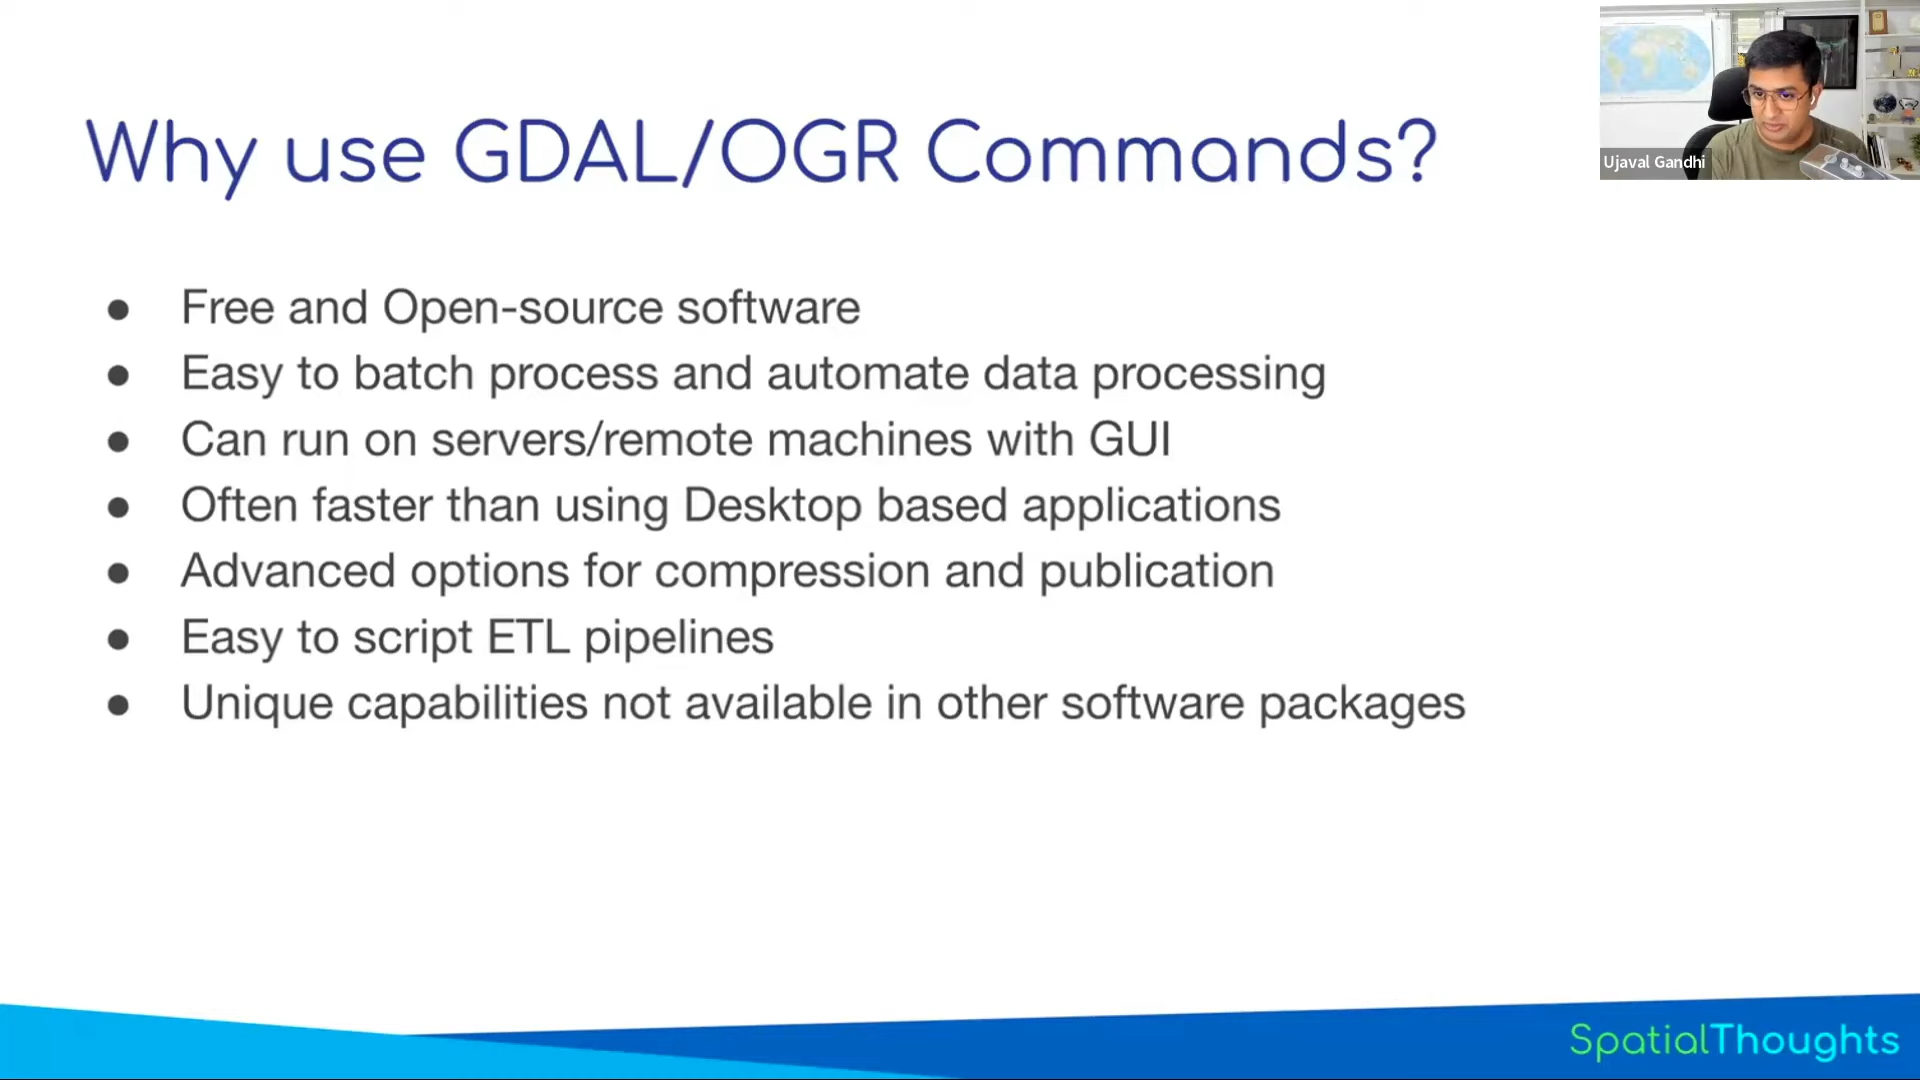 Why use GDAL/OGR Commands?
Ujaval Gandhi
● Free and Open-source software
● Easy to batch process and automate data processing
● Can run on servers/remote machines with GUI
● Often faster than using Desktop based applications
● Advanced options for compression and publication
● Easy to script ETL pipelines
● Unique capabilities not available in other software packages
SpatialThoughts